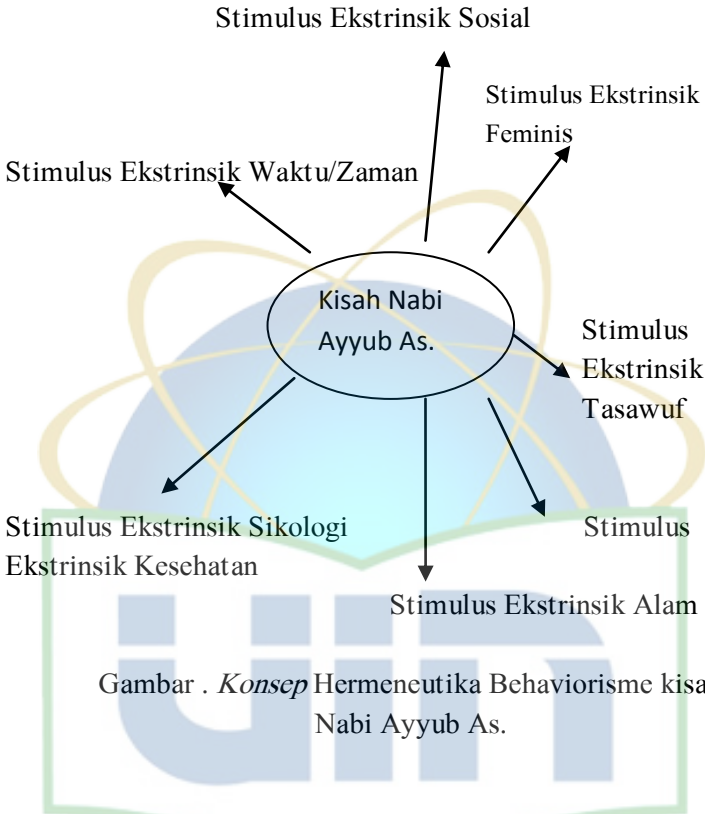 Stimulus Ekstrinsik Sosial
Stimulus Ekstrinsik
Feminis
Stimulus Ekstrinsik Waktu/Zaman
Kisah Nabi
Ayyub As.
Stimulus
Ekstrinsik
Tasawuf
Stimulus Ekstrinsik Sikologi
Stimulus
Ekstrinsik Kesehatan
Stimulus Ekstrinsik Alam
Gambar . Konsep Hermeneutika Behaviorisme kisa
Nabi Ayyub As.
uin